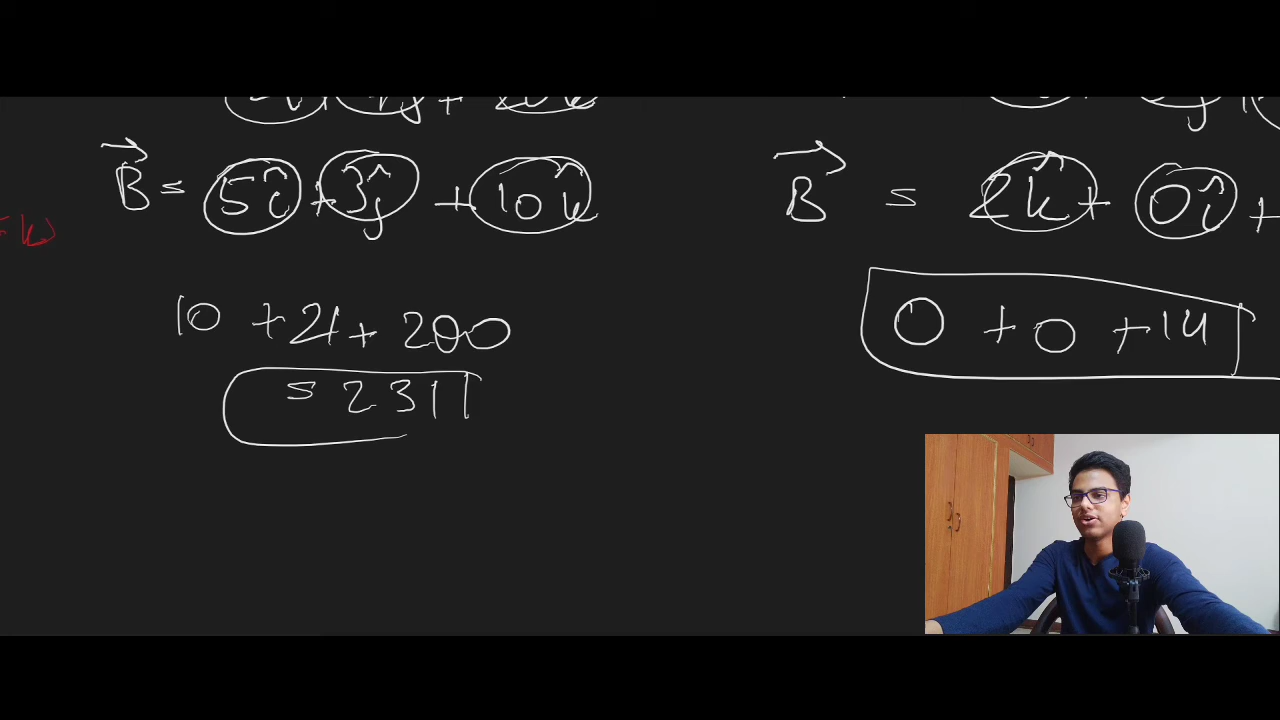 B⃗ = 5î + 3ĵ + 10k̂
10 + 21 + 200
= 231
B⃗ = 2k̂ + 0î +
0 + 0 + 14